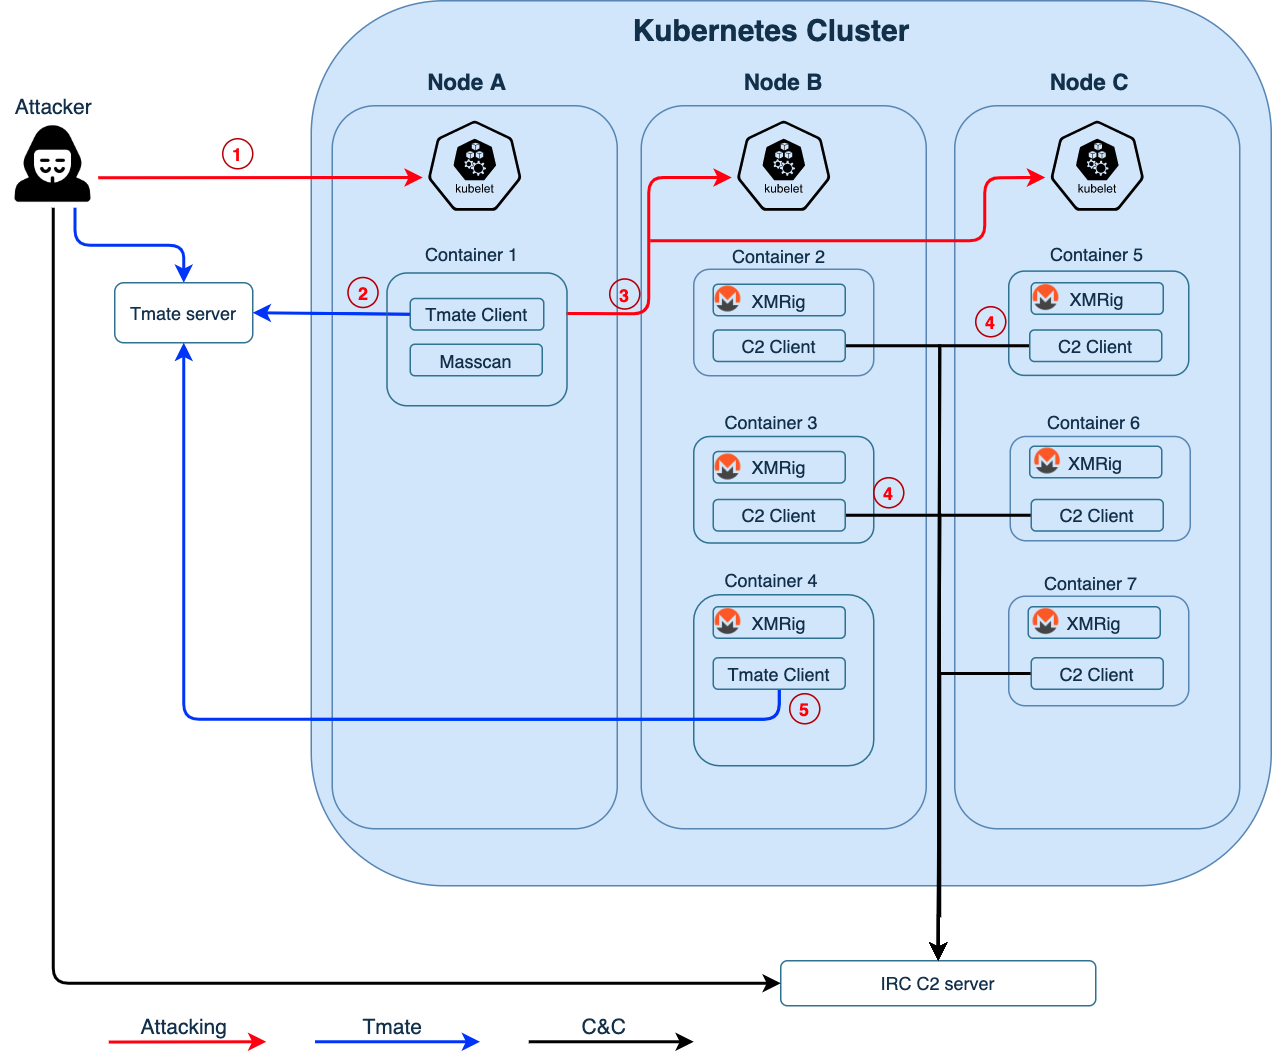 Kubernetes Cluster
Node A
Node B
Node C
Attacker
1
kubelet
kubelet
kubelet
Container 1
Container 2
Container 5
2
3
4
XMRig
XMRig
Tmate server
Tmate Client
C2 Client
C2 Client
Masscan
Container 3
Container 6
XMRig
XMRig
4
C2 Client
C2 Client
Container 4
Container 7
XMRig
XMRig
Tmate Client
C2 Client
5
IRC C2 server
Attacking
Tmate
C&C